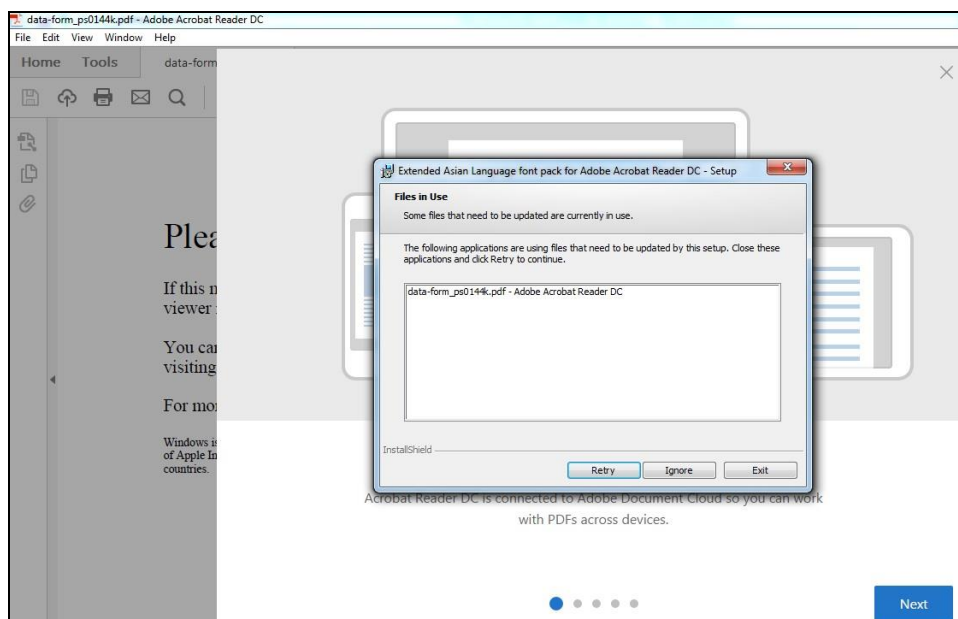 data-form_ps0144k.pdf - Adobe Acrobat Reader DC
File Edit View Window Help
Home Tools data-form
Extended Asian Language font pack for Adobe Acrobat Reader DC - Setup
Files in Use
Some files that need to be updated are currently in use.
The following applications are using files that need to be updated by this setup. Close these
applications and click Retry to continue.
data-form_ps0144k.pdf - Adobe Acrobat Reader DC
InstallShield
Retry Ignore Exit
Plea
If this
viewer
You can
visiting
For mo
Windows is
of Apple In
countries.
Acrobat Reader DC is connected to Adobe Document Cloud so you can work
with PDFs across devices.
Next